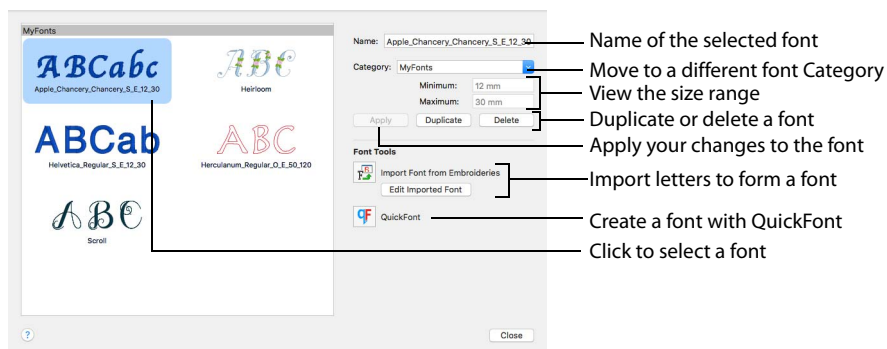 MyFonts
ABCabc
Apple_Chancery_Chancery_S_E_12_30
ABC
Heirloom
ABCab
Helvetica_Regular_S_E_12_30
ABC
Herculanum_Regular_O_E_50_120
ABC
Scroll
?
Name: Apple_Chancery_Chancery_S_E_12_30
Category: MyFonts
Minimum: 12 mm
Maximum: 30 mm
Apply Duplicate Delete
Font Tools
Import Font from Embroideries
Edit Imported Font
QuickFont
Close
Name of the selected font
Move to a different font Category
View the size range
Duplicate or delete a font
Apply your changes to the font
Import letters to form a font
Create a font with QuickFont
Click to select a font